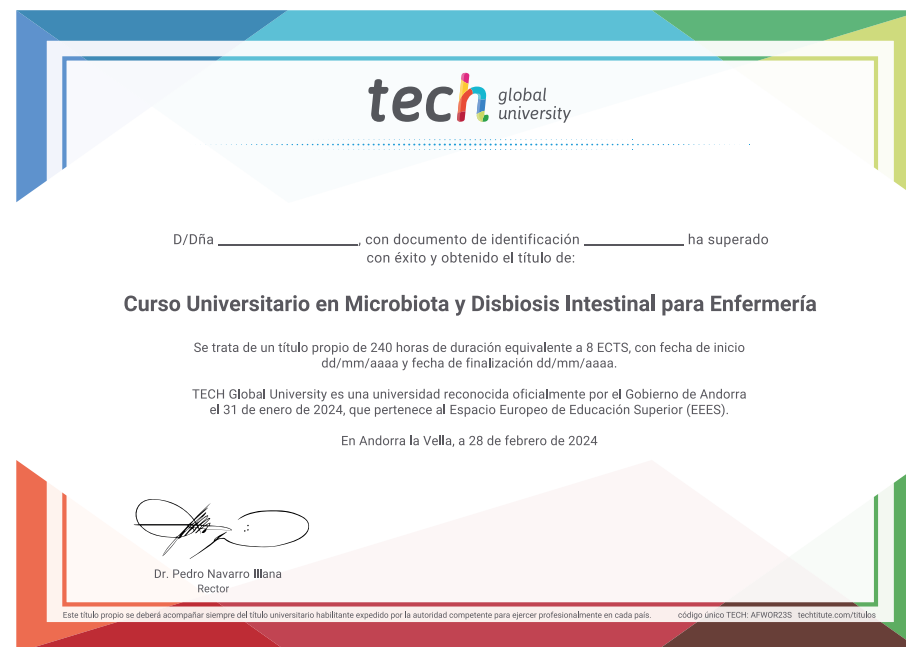 tech global university
D/Dña ______________, con documento de identificación __________ ha superado
con éxito y obtenido el título de:
Curso Universitario en Microbiota y Disbiosis Intestinal para Enfermería
Se trata de un título propio de 240 horas de duración equivalente a 8 ECTS, con fecha de inicio
dd/mm/aaaa y fecha de finalización dd/mm/aaaa.
TECH Global University es una universidad reconocida oficialmente por el Gobierno de Andorra
el 31 de enero de 2024, que pertenece al Espacio Europeo de Educación Superior (EEES).
En Andorra la Vella, a 28 de febrero de 2024
Dr. Pedro Navarro Illana
Rector
Este título propio se deberá acompañar siempre del título universitario habilitante expedido por la autoridad competente para ejercer profesionalmente en cada país. código único TECH: AFWOR23S techtitute.com/titulos